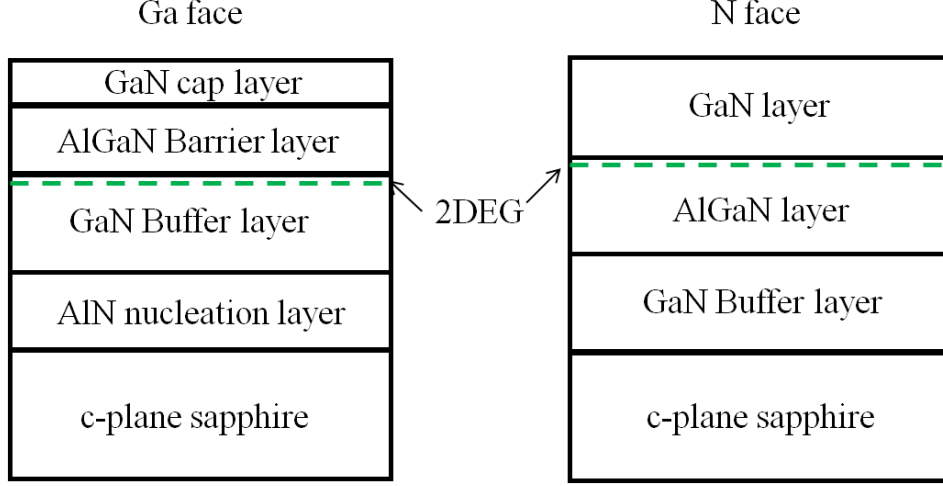 Ga face
N face
GaN cap layer
AlGaN Barrier layer
GaN Buffer layer
AlN nucleation layer
c-plane sapphire
2DEG
GaN layer
AlGaN layer
GaN Buffer layer
c-plane sapphire